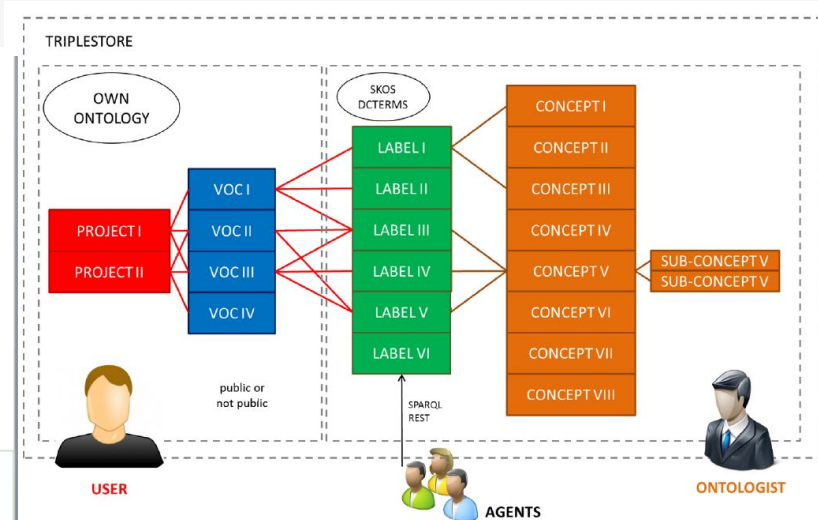 TRIPLESTORE
OWN
ONTOLOGY
SKOS
DCTERMS
PROJECT I
PROJECT II
VOC I
VOC II
VOC III
VOC IV
LABEL I
LABEL II
LABEL III
LABEL IV
LABEL V
LABEL VI
CONCEPT I
CONCEPT II
CONCEPT III
CONCEPT IV
CONCEPT V
CONCEPT VI
CONCEPT VII
CONCEPT VIII
SUB-CONCEPT V
SUB-CONCEPT V
public or
not public
SPARQL
REST
USER
AGENTS
ONTOLOGIST